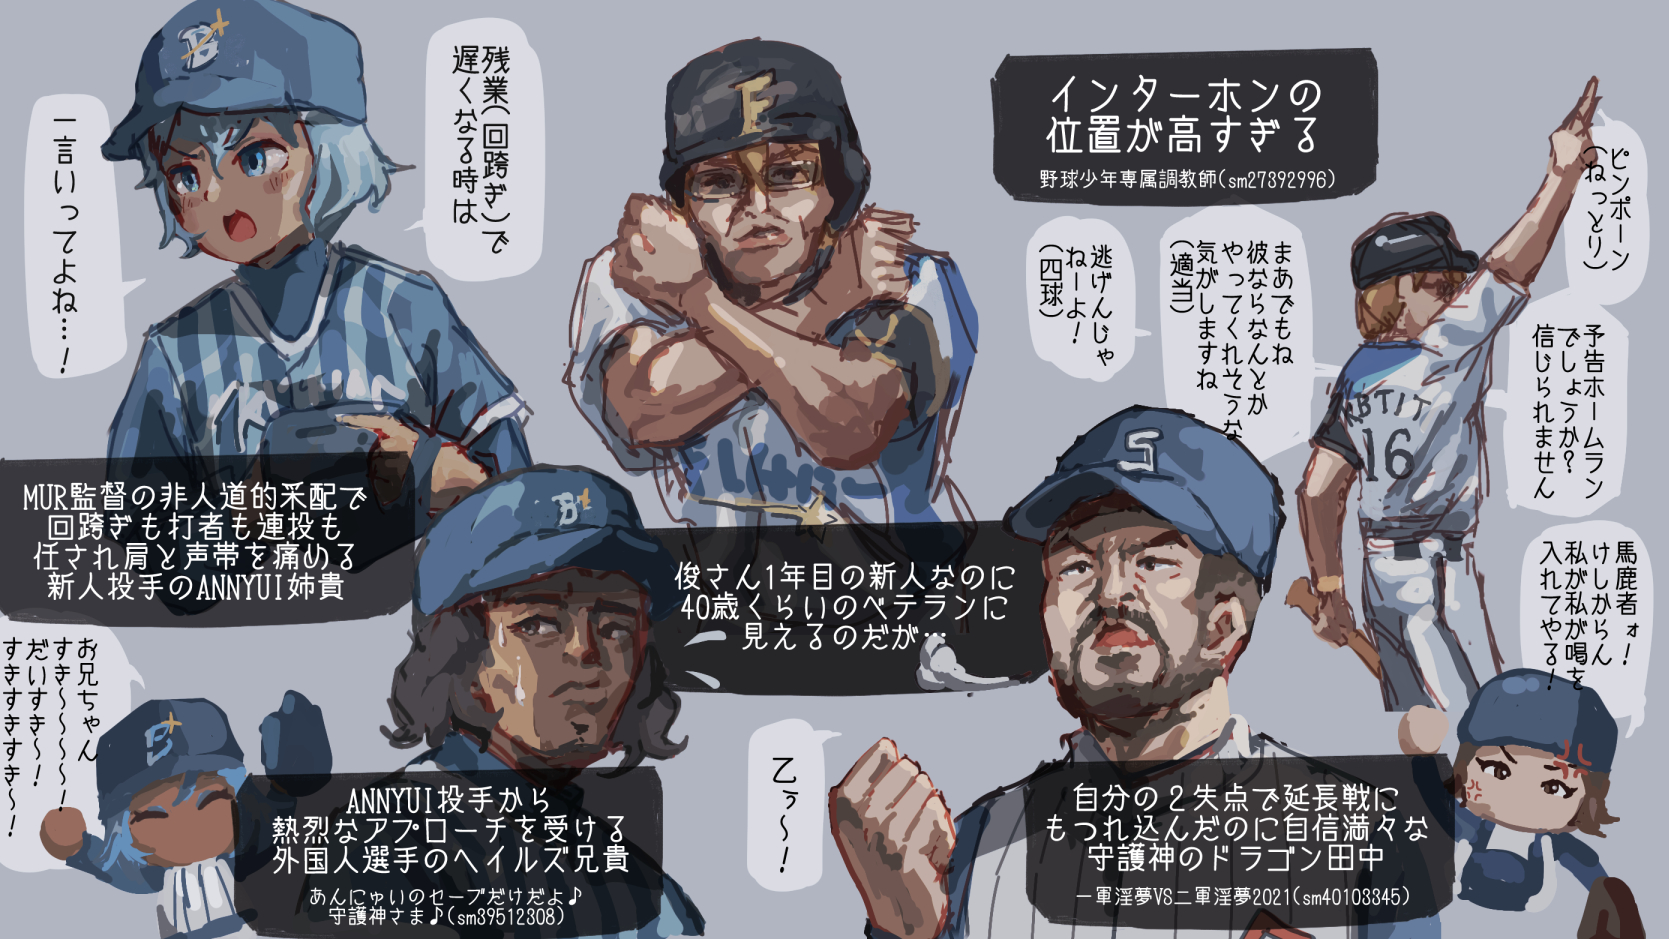 一言いってよね…！
残業(回跨ぎ)で
遅くなる時は
MUR監督の非人道的采配で
回跨ぎも打者も連投も
任され肩と声帯を痛める
新人投手のANNYUI姉貴
インターホンの
位置が高すぎる
野球少年専属調教師(sm27392996)
ピンポーン
(ねっとり)
予告ホームラン
でしょうか？
信じられません
まあでもね
彼ならなんとか
やってくれそうな
気がしますね
(適当)
逃げんじゃ
ねーよ！
(四球)
俊さん1年目の新人なのに
40歳くらいのベテランに
見えるのだが…
馬鹿者ォ！
けしからん
私が私が喝を
入れてやる！
お兄ちゃん
すき～～～～～！
だいすき～！
すきすきすき～！
ANNYUI投手から
熱烈なアプローチを受ける
外国人選手のヘイルズ兄貴
あんにゅいのセーブだけだよ♪
守護神さま♪(sm39512308)
乙ぅ～！
自分の2失点で延長戦に
もつれ込んだのに自信満々な
守護神のドラゴン田中
一軍淫夢VS二軍淫夢2021(sm40103345)
B
F
S
B
B
KBTIT
16